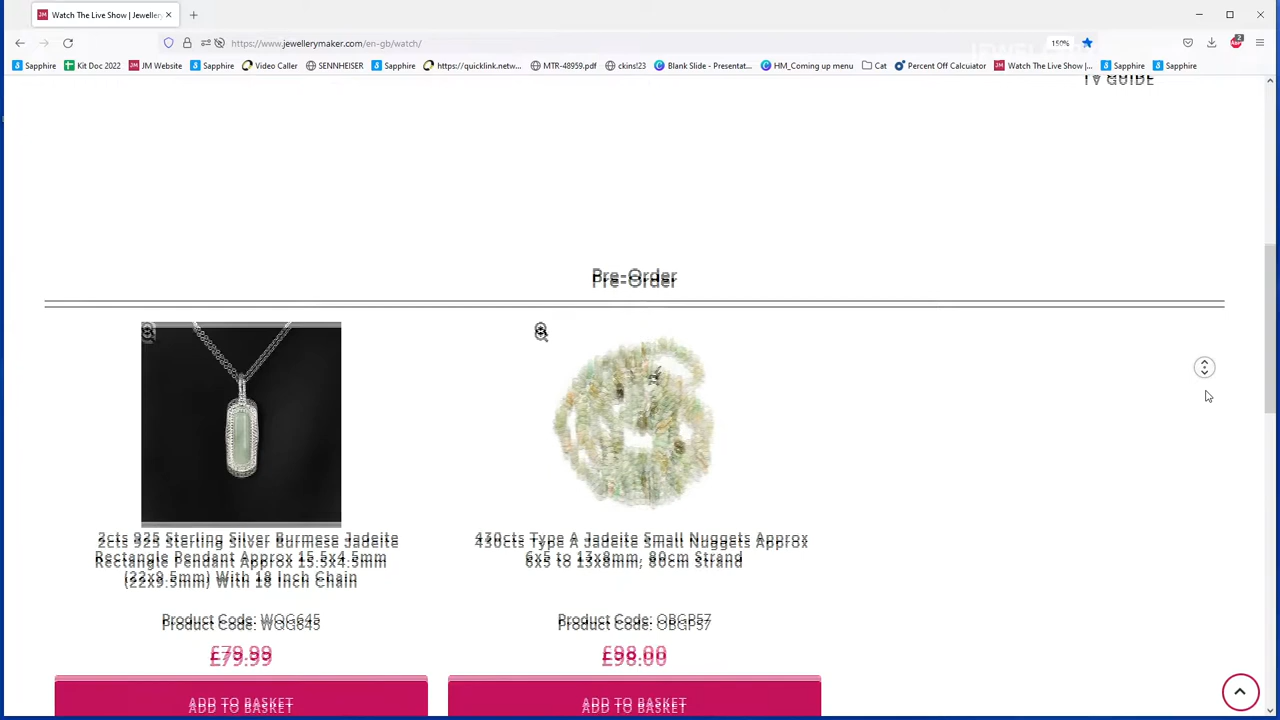 Watch The Live Show | Jewellery
https://www.jewellerymaker.com/en-gb/watch/
150%
2
Sapphire Kit Doc 2022 JM Website Sapphire Video Caller SENNHEISER Sapphire https://quicklink.netw... MTR-48959.pdf ckins!23 Blank Slide - Presentat... HM_Coming up menu Cat Percent Off Calculator Watch The Live Show |... Sapphire Sapphire
TV GUIDE
Pre-Order
2cts 925 Sterling Silver Burmese Jadeite
Rectangle Pendant Approx 15.5x4.5mm
(22x9.5mm) With 18 Inch Chain
Product Code: WOG645
£79.99
ADD TO BASKET
430cts Type A Jadeite Small Nuggets Approx
6x5 to 13x8mm, 80cm Strand
Product Code: OBGP57
£98.00
ADD TO BASKET